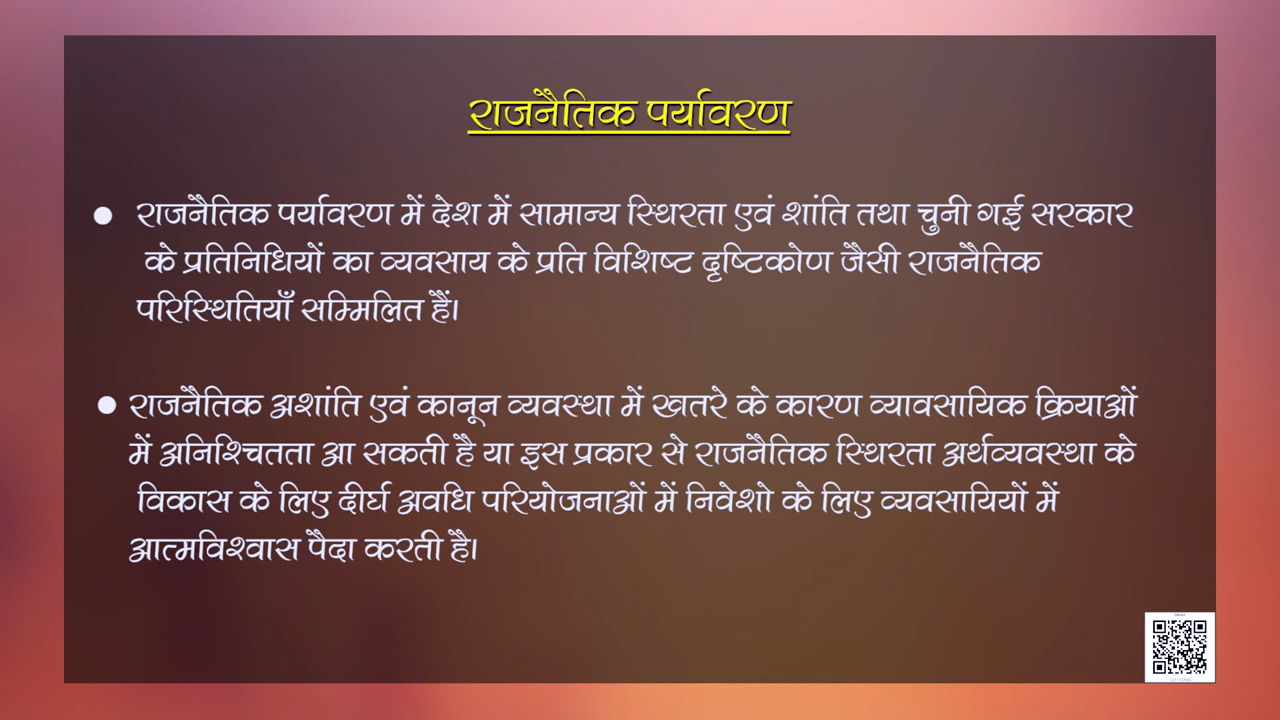 राजनैतिक पर्यावरण
● राजनैतिक पर्यावरण में देश में सामान्य स्थिरता एवं शांति तथा चुनी गई सरकार
के प्रतिनिधियों का व्यवसाय के प्रति विशिष्ट दृष्टिकोण जैसी राजनैतिक
परिस्थितियाँ सम्मिलित हैं।
● राजनैतिक अशांति एवं कानून व्यवस्था में खतरे के कारण व्यावसायिक क्रियाओं
में अनिश्चितता आ सकती है या इस प्रकार से राजनैतिक स्थिरता अर्थव्यवस्था के
विकास के लिए दीर्घ अवधि परियोजनाओं में निवेशो के लिए व्यवसायियों में
आत्मविश्वास पैदा करती है।